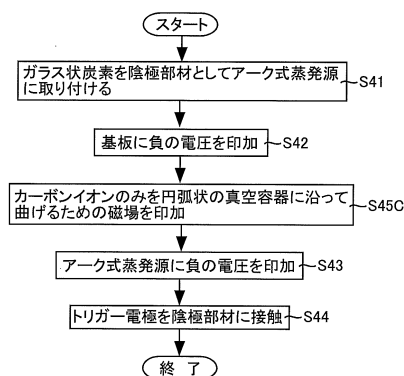 スタート
ガラス状炭素を陰極部材としてアーク式蒸発源
に取り付ける
S41
基板に負の電圧を印加
S42
カーボンイオンのみを円弧状の真空容器に沿って
曲げるための磁場を印加
S45C
アーク式蒸発源に負の電圧を印加
S43
トリガー電極を陰極部材に接触
S44
終 了